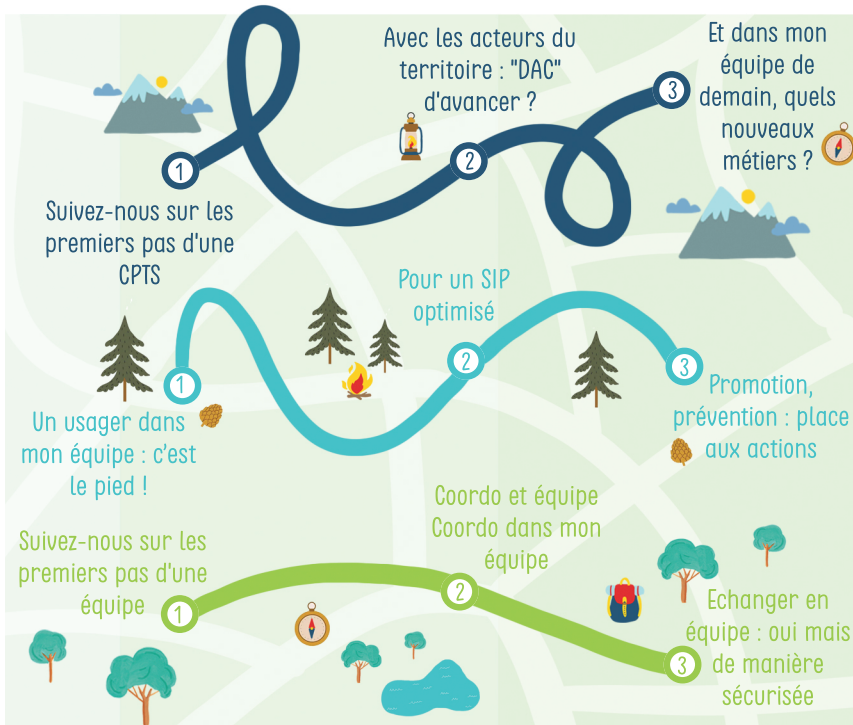 1
Suivez-nous sur les
premiers pas d'une
CPTS
Avec les acteurs du
territoire : "DAC"
d'avancer ?
2
3
Et dans mon
équipe de
demain, quels
nouveaux
métiers ?
1
Un usager dans
mon équipe : c'est
le pied !
Pour un SIP
optimisé
2
3
Promotion,
prévention : place
aux actions
Suivez-nous sur les
premiers pas d'une
équipe
1
Coordo et équipe
Coordo dans mon
équipe
2
Echanger en
équipe : oui mais
de manière
sécurisée
3